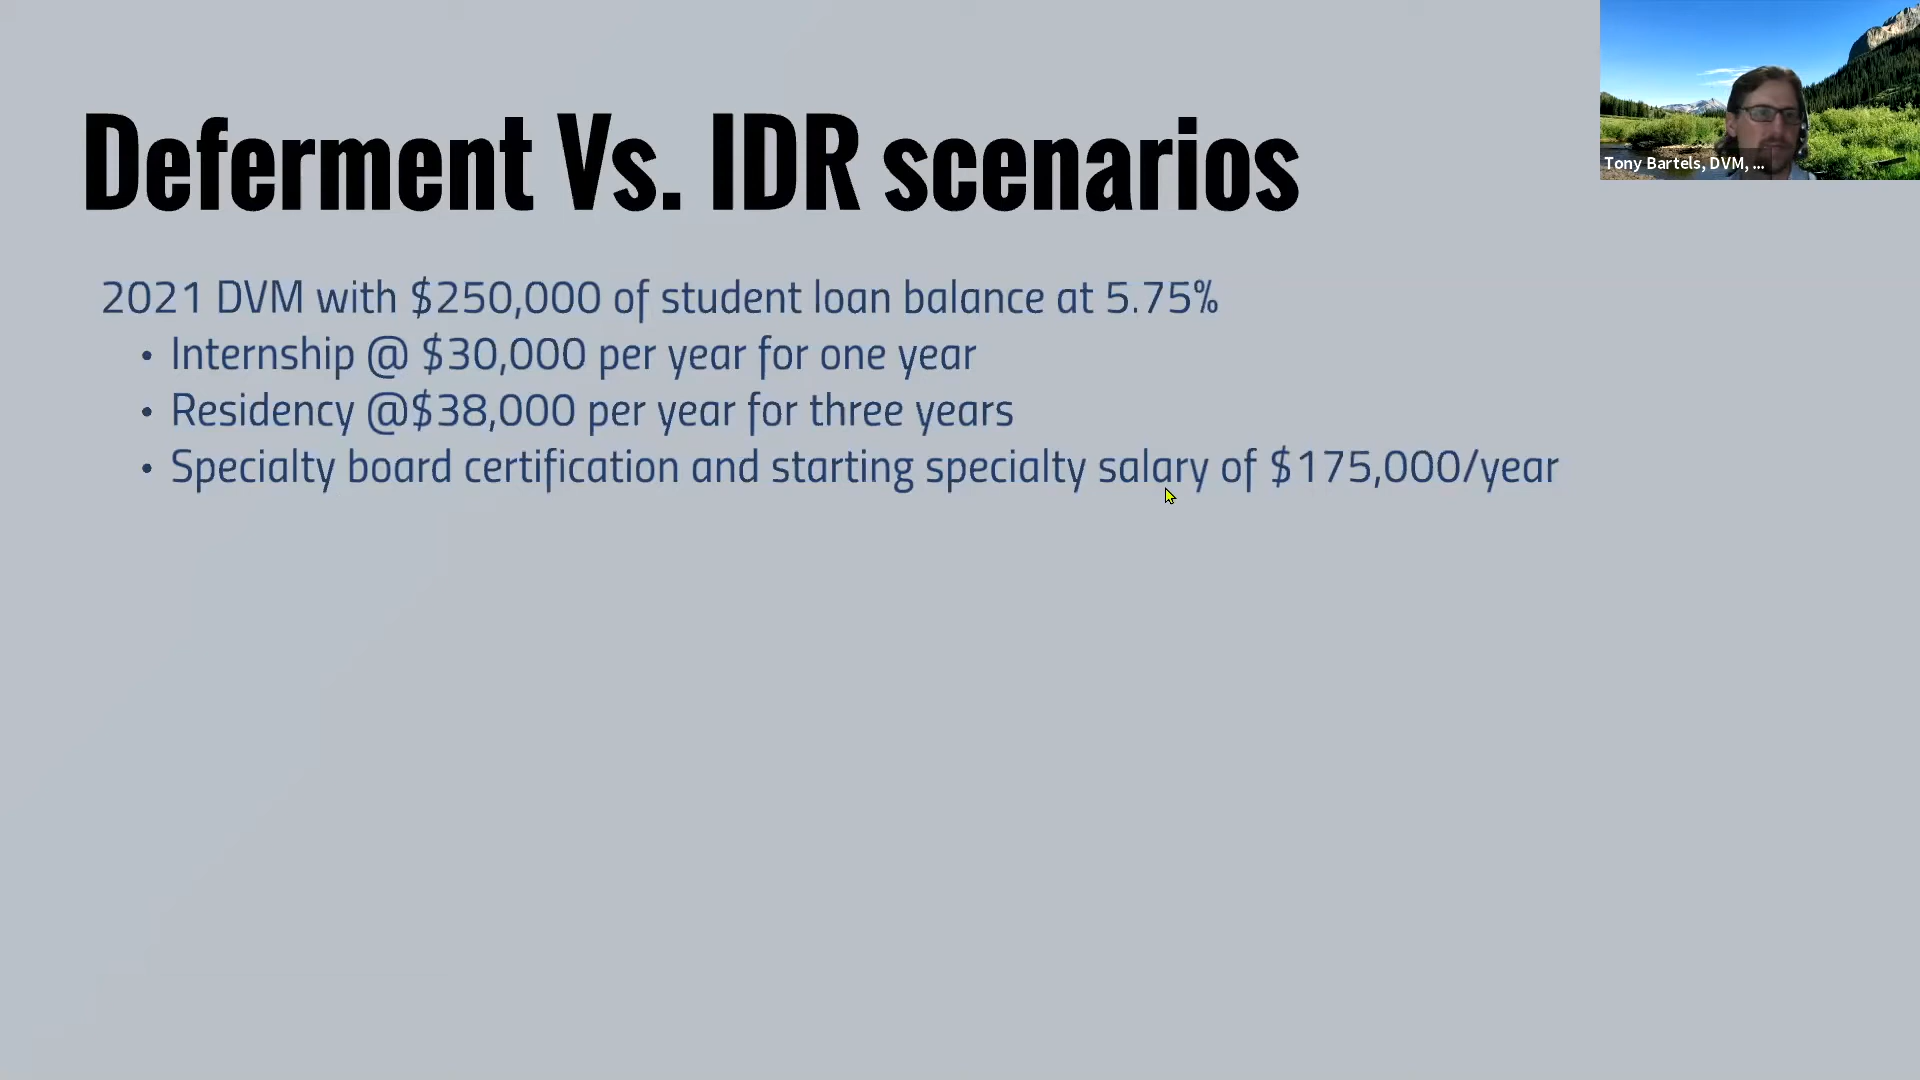 Deferment Vs. IDR scenarios
Tony Bartels, DVM, ...
2021 DVM with $250,000 of student loan balance at 5.75%
• Internship @ $30,000 per year for one year
• Residency @$38,000 per year for three years
• Specialty board certification and starting specialty salary of $175,000/year